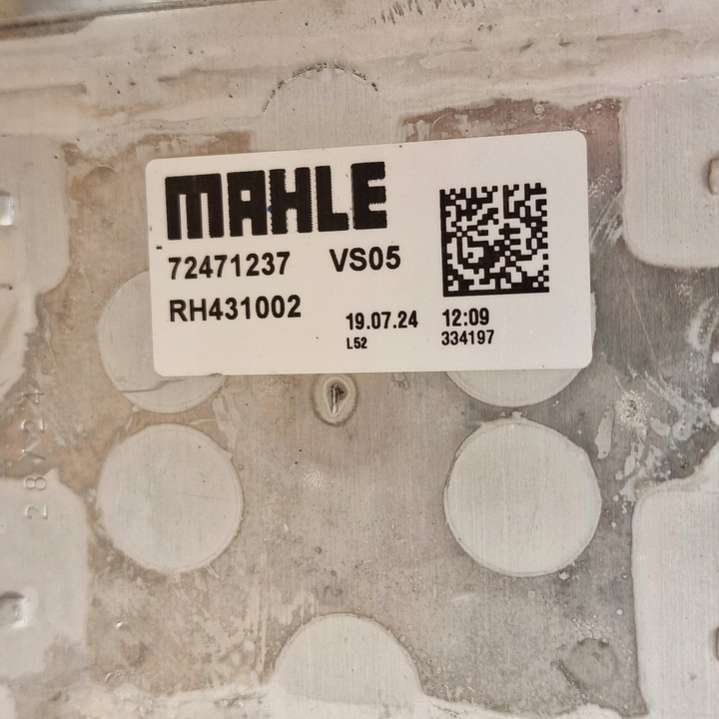 MAHLE
72471237 VS05
RH431002
19.07.24 12:09
L52 334197